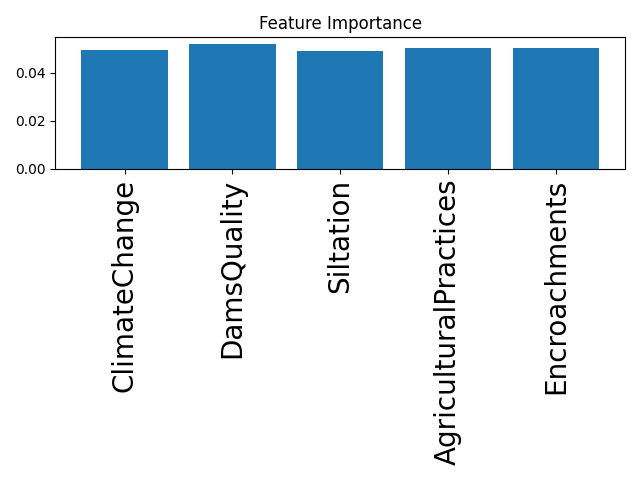 Feature Importance
0.04
0.02
0.00
ClimateChange
DamsQuality
Siltation
AgriculturalPractices
Encroachments